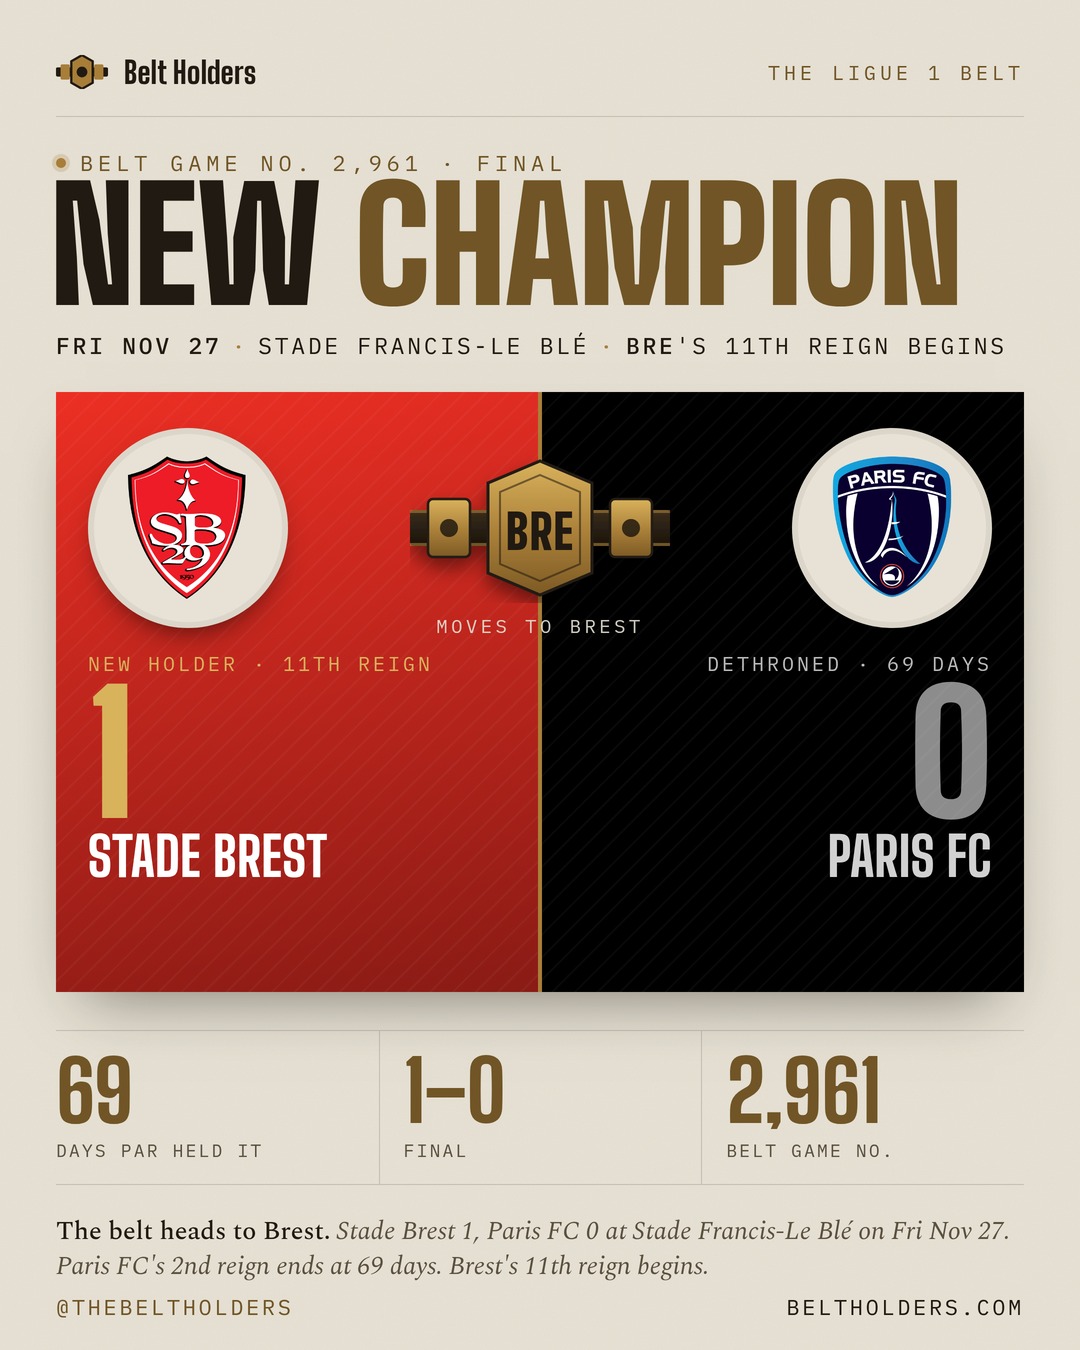 Belt Holders
THE LIGUE 1 BELT
BELT GAME NO. 2,961 · FINAL
NEW CHAMPION
FRI NOV 27 · STADE FRANCIS-LE BLÉ · BRE'S 11TH REIGN BEGINS
SB
29
1950
BRE
PARIS FC
MOVES TO BREST
NEW HOLDER · 11TH REIGN
DETHRONED · 69 DAYS
1
0
STADE BREST
PARIS FC
69
1–0
2,961
DAYS PAR HELD IT
FINAL
BELT GAME NO.
The belt heads to Brest. Stade Brest 1, Paris FC 0 at Stade Francis-Le Blé on Fri Nov 27.
Paris FC's 2nd reign ends at 69 days. Brest's 11th reign begins.
@THEBELTHOLDERS
BELTHOLDERS.COM